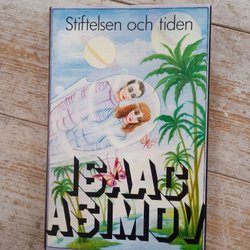 Stiftelsen och tiden
ISAAC
ASIMOV